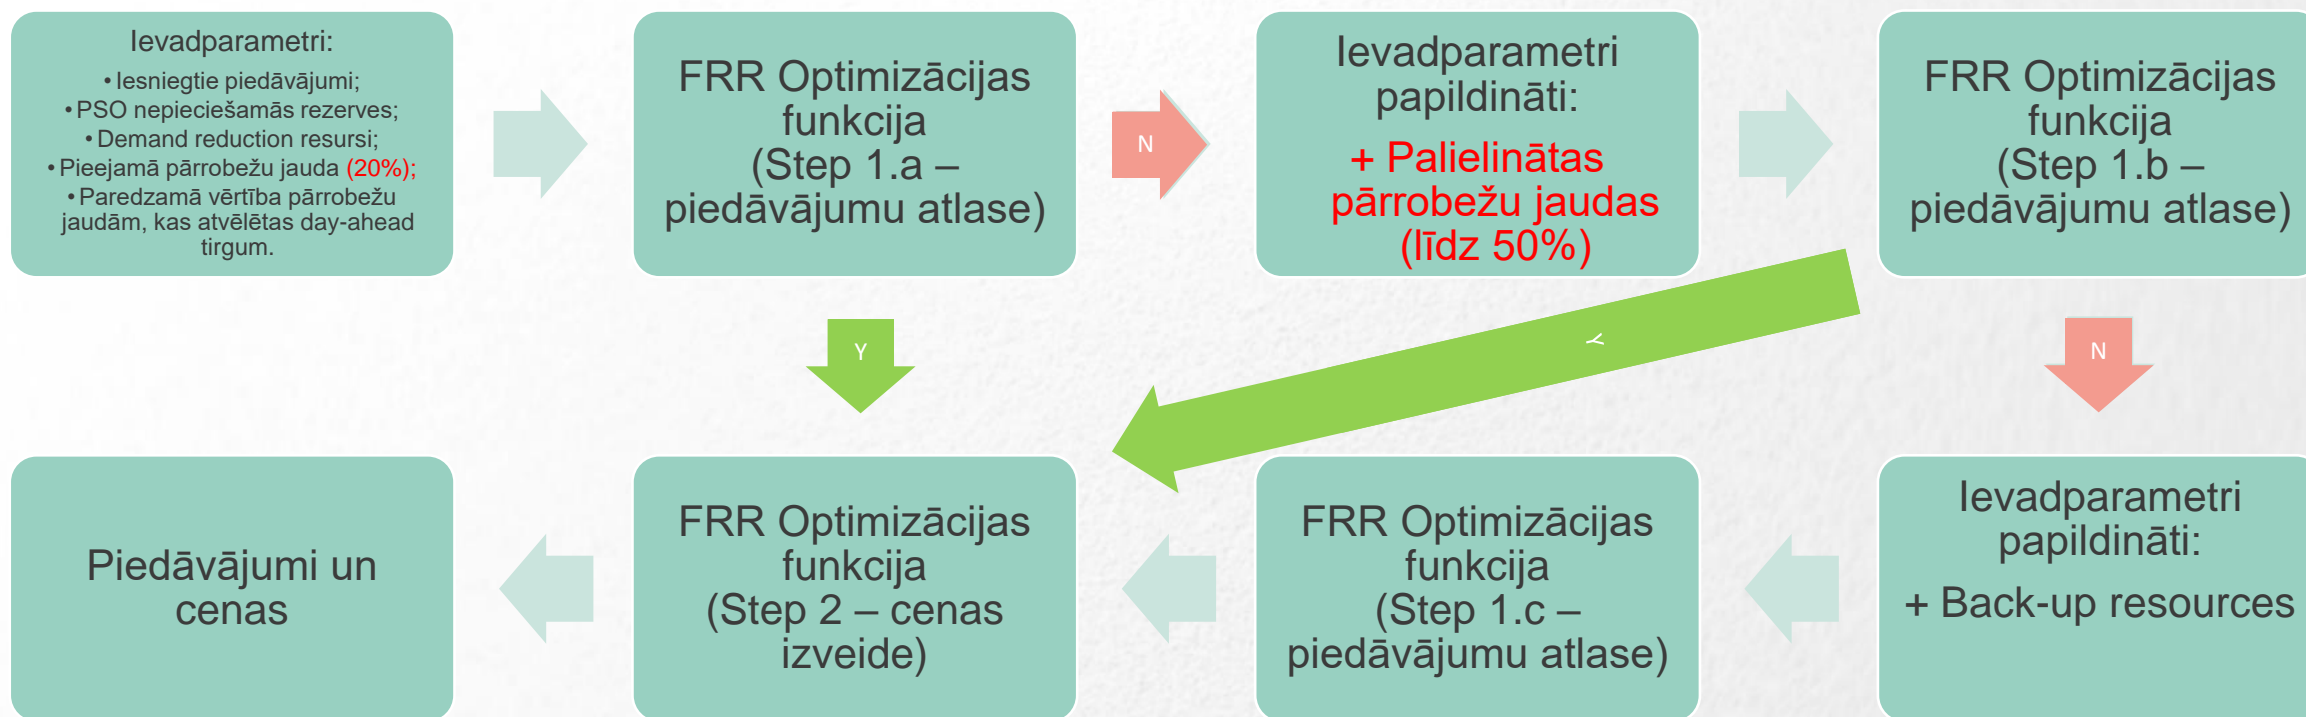 Ievadparametri:
• Iesniegtie piedāvājumi;
• PSO nepieciešamās rezerves;
• Demand reduction resursi;
• Pieejamā pārrobežu jauda (20%);
• Paredzamā vērtība pārrobežu
jaudām, kas atvēlētas day-ahead
tirgum.
FRR Optimizācijas
funkcija
(Step 1.a –
piedāvājumu atlase)
N
Ievadparametri
papildināti:
+ Palielinātas
pārrobežu jaudas
(līdz 50%)
FRR Optimizācijas
funkcija
(Step 1.b –
piedāvājumu atlase)
Y
Y
N
Piedāvājumi un
cenas
FRR Optimizācijas
funkcija
(Step 2 – cenas
izveide)
FRR Optimizācijas
funkcija
(Step 1.c –
piedāvājumu atlase)
Ievadparametri
papildināti:
+ Back-up resources